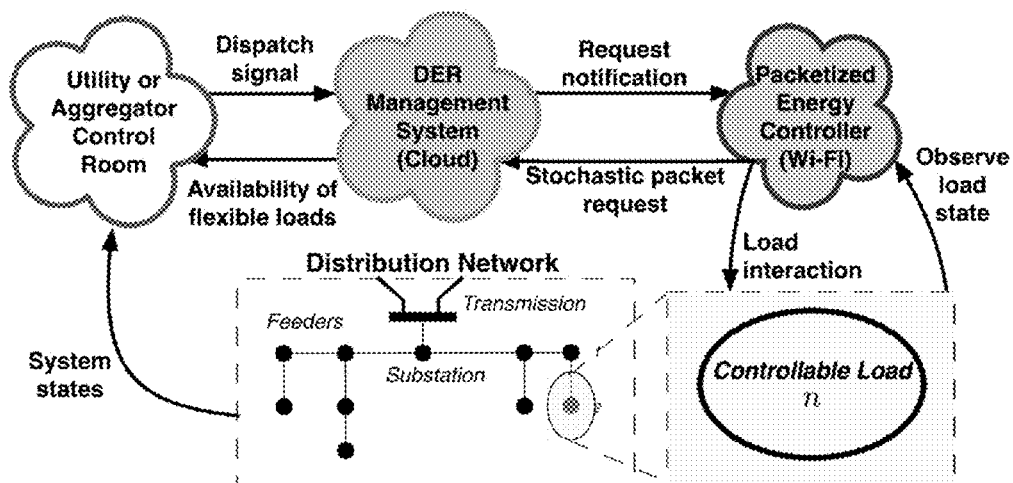 Utility or
Aggregator
Control
Room
Dispatch
signal
DER
Management
System
(Cloud)
Request
notification
Packetized
Energy
Controller
(Wi-Fi)
Availability of
flexible loads
Stochastic packet
request
Observe
load
state
Load
interaction
System
states
Distribution Network
Transmission
Feeders
Substation
Controllable Load
n